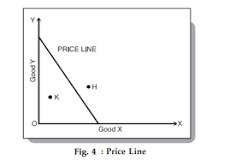 Y
PRICE LINE
Good Y
H
K
O
X
Good X
Fig. 4 : Price Line